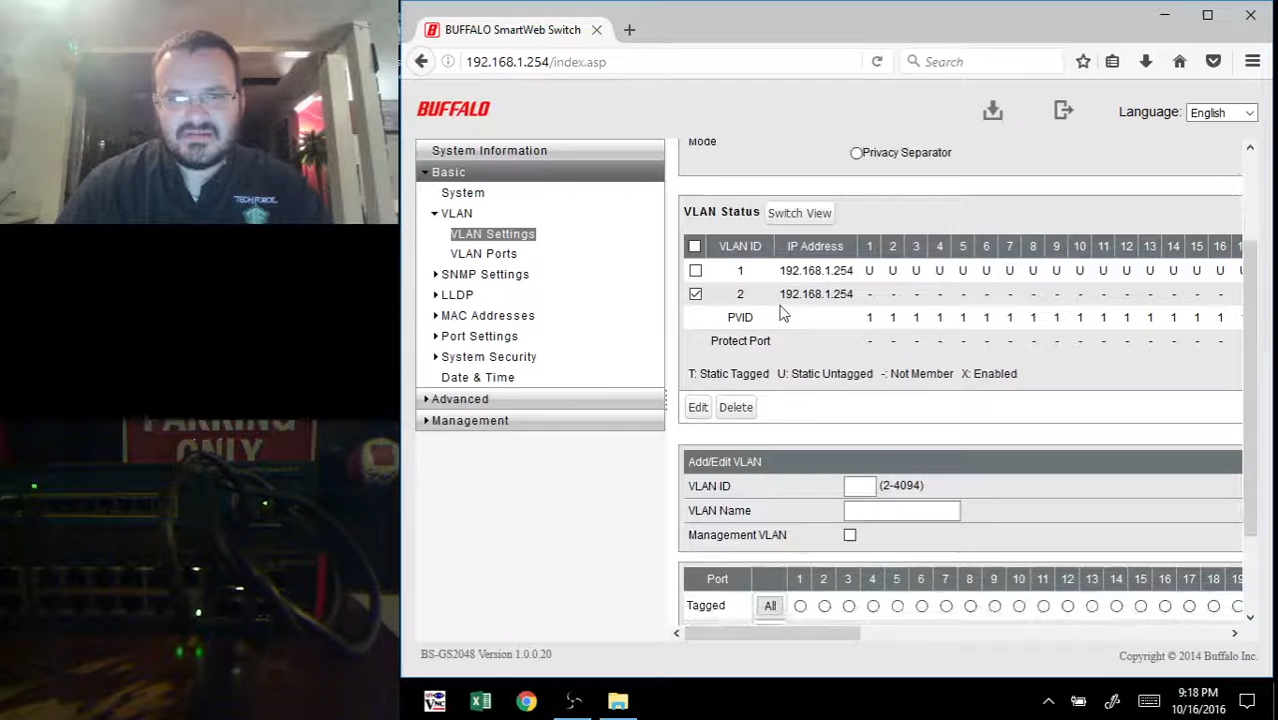 BUFFALO SmartWeb Switch
192.168.1.254/index.asp
Search
BUFFALO
Language: English
System Information
Basic
System
VLAN
VLAN Settings
VLAN Ports
SNMP Settings
LLDP
MAC Addresses
Port Settings
System Security
Date & Time
Advanced
Management
Mode
Privacy Separator
VLAN Status Switch View
VLAN ID IP Address 1 2 3 4 5 6 7 8 9 10 11 12 13 14 15 16
1 192.168.1.254 U U U U U U U U U U U U U U U U
2 192.168.1.254 - - - - - - - - - - - - - - - -
PVID 1 1 1 1 1 1 1 1 1 1 1 1 1 1 1 1
Protect Port - - - - - - - - - - - - - - - -
T: Static Tagged U: Static Untagged -: Not Member X: Enabled
Edit Delete
Add/Edit VLAN
VLAN ID (2-4094)
VLAN Name
Management VLAN
Port 1 2 3 4 5 6 7 8 9 10 11 12 13 14 15 16 17 18 19
Tagged All
BS-GS2048 Version 1.0.0.20
Copyright © 2014 Buffalo Inc.
9:18 PM
10/16/2016
TECH FORCE
PARKING
ONLY